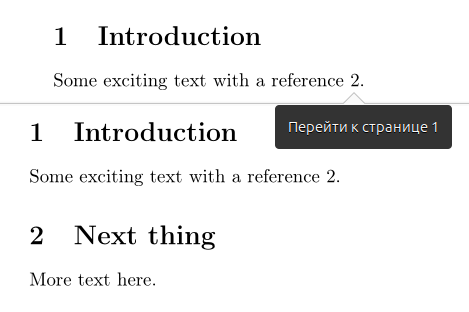 1 Introduction
Some exciting text with a reference 2.
Перейти к странице 1
1 Introduction
Some exciting text with a reference 2.
2 Next thing
More text here.